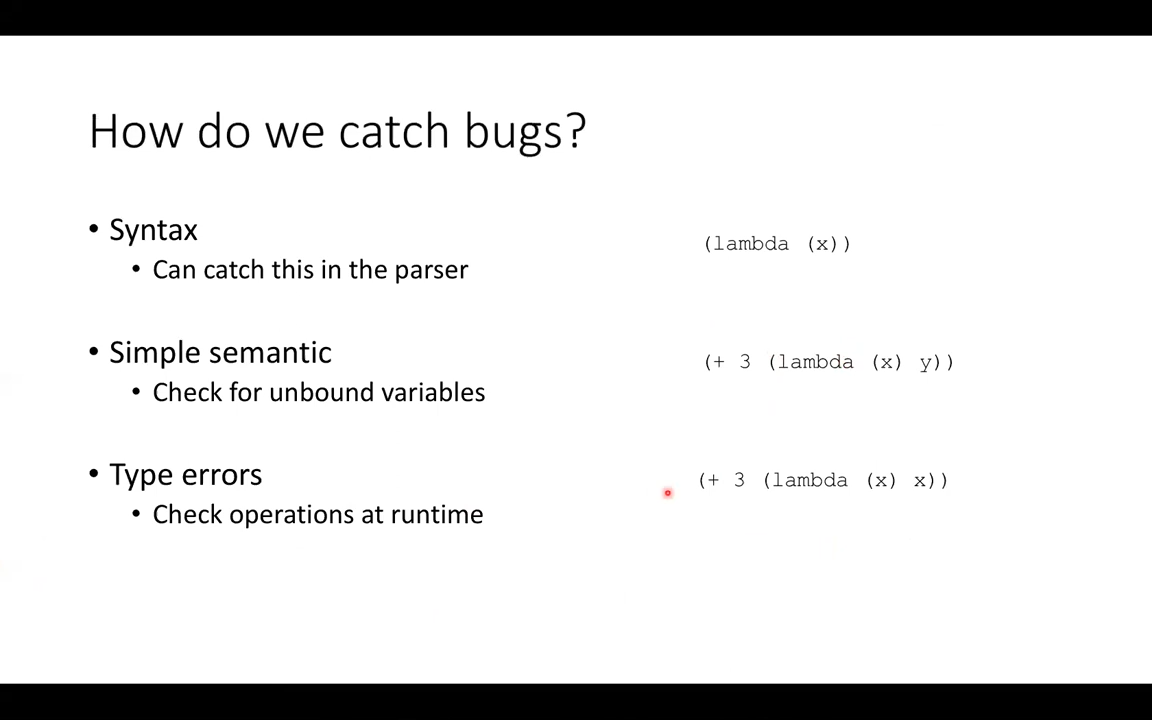 How do we catch bugs?
• Syntax
(lambda (x))
• Can catch this in the parser
• Simple semantic
(+ 3 (lambda (x) y))
• Check for unbound variables
• Type errors
(+ 3 (lambda (x) x))
• Check operations at runtime